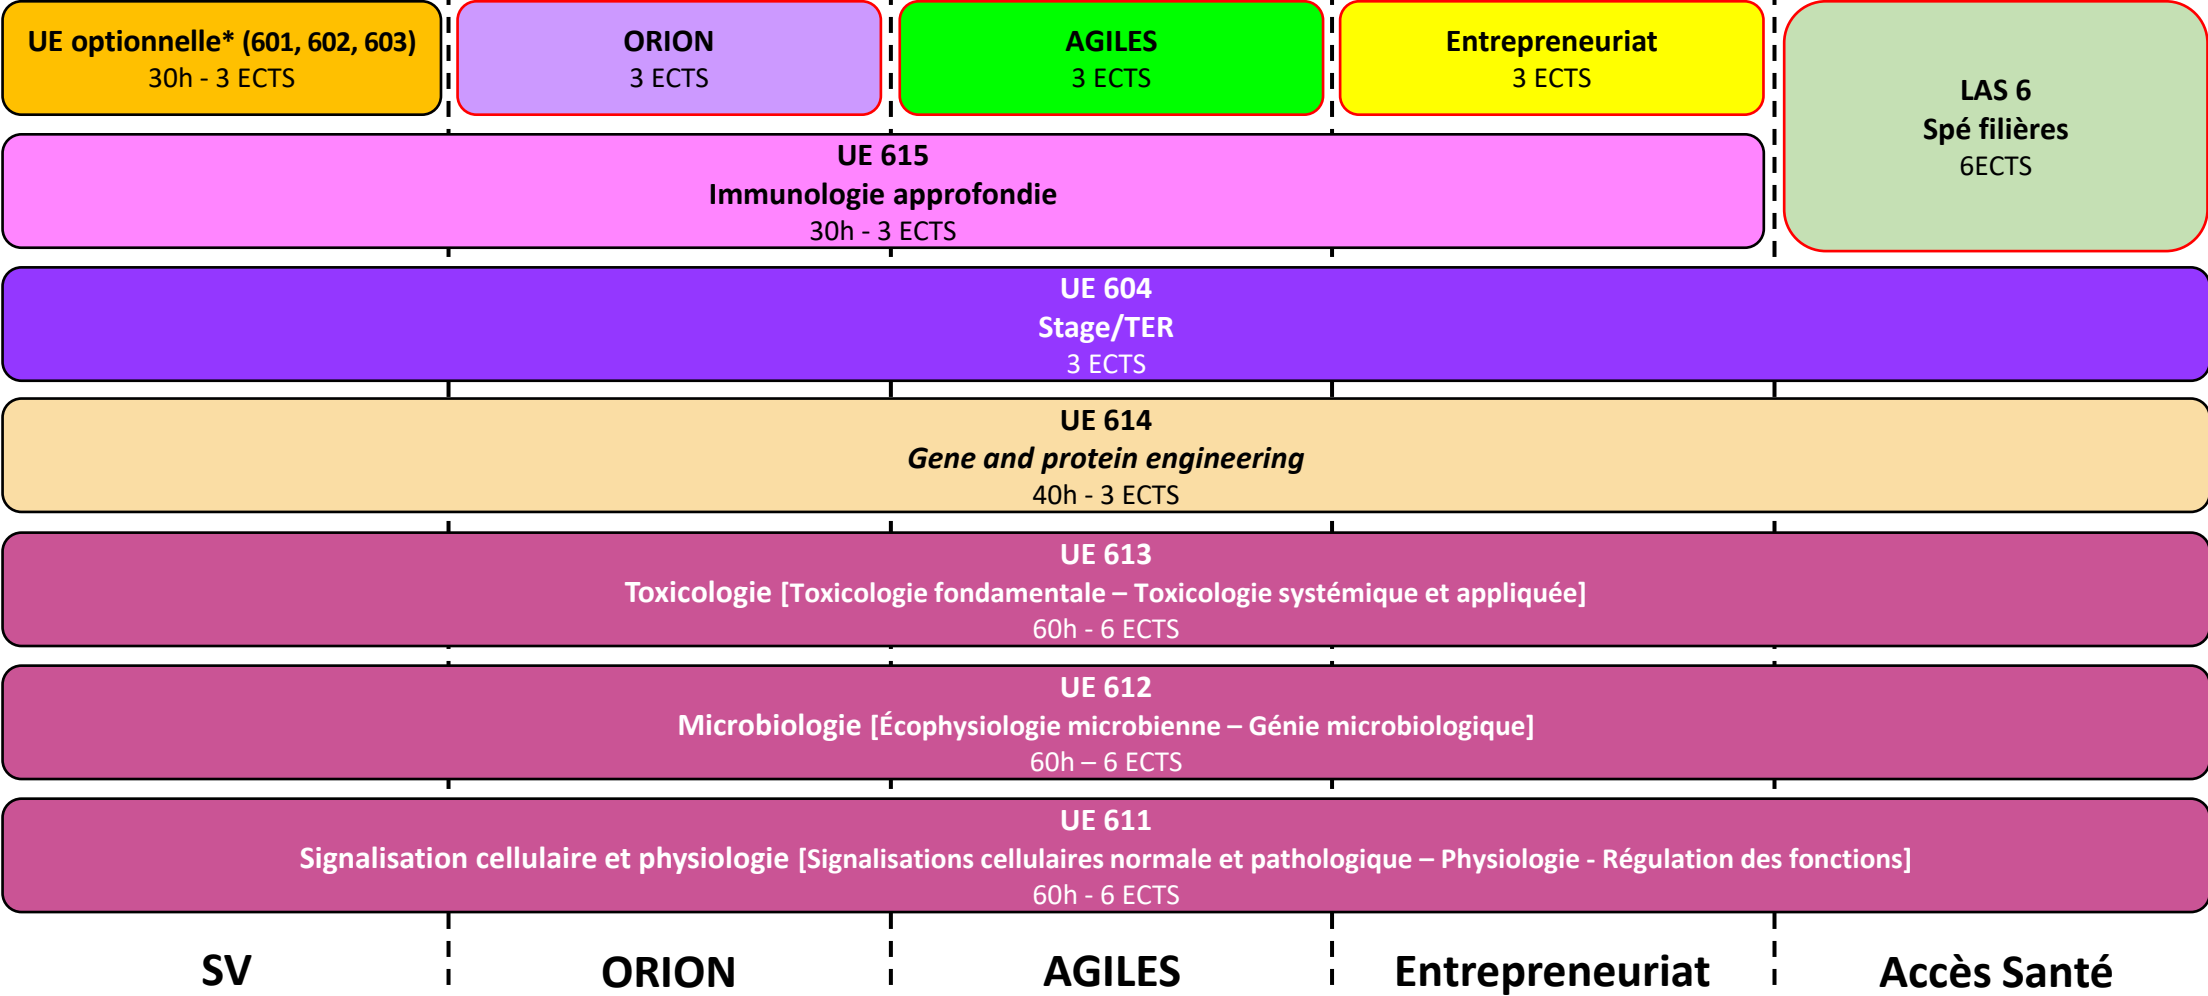 UE optionnelle* (601, 602, 603)
30h - 3 ECTS
ORION
3 ECTS
AGILES
3 ECTS
Entrepreneuriat
3 ECTS
LAS 6
Spé filières
6ECTS
UE 615
Immunologie approfondie
30h - 3 ECTS
UE 604
Stage/TER
3 ECTS
UE 614
Gene and protein engineering
40h - 3 ECTS
UE 613
Toxicologie [Toxicologie fondamentale – Toxicologie systémique et appliquée]
60h - 6 ECTS
UE 612
Microbiologie [Écophysiologie microbienne – Génie microbiologique]
60h – 6 ECTS
UE 611
Signalisation cellulaire et physiologie [Signalisations cellulaires normale et pathologique – Physiologie - Régulation des fonctions]
60h - 6 ECTS
SV
ORION
AGILES
Entrepreneuriat
Accès Santé